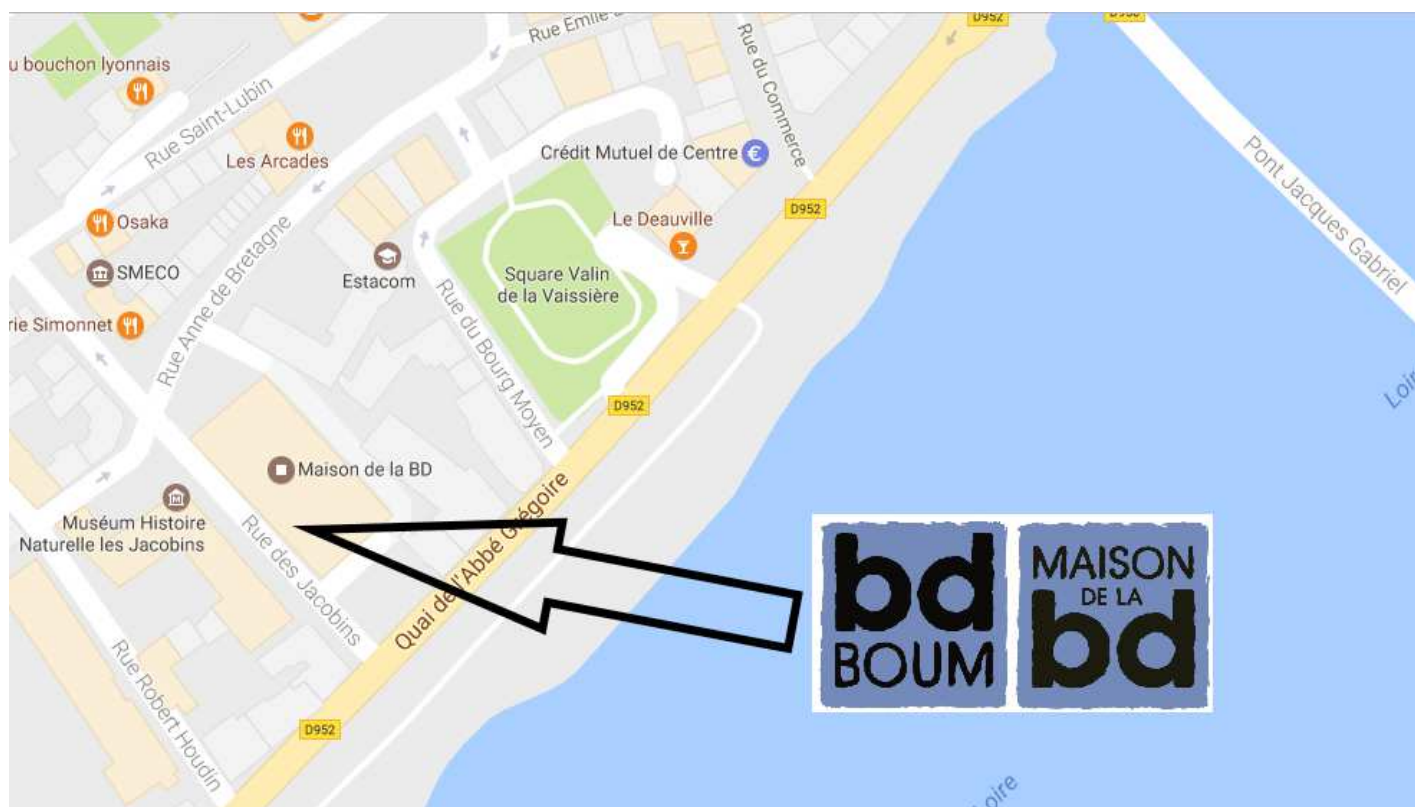 D952
D956
Rue Emile
u bouchon lyonnais
Rue Saint-Lubin
Rue du Commerce
Les Arcades
Crédit Mutuel de Centre
€
Pont Jacques Gabriel
D952
Osaka
Le Deauville
Rue Anne de Bretagne
SMECO
Estacom
Square Valin
de la Vaissière
rie Simonnet
Rue du Bourg Moyen
D952
Loir
Maison de la BD
Muséum Histoire
Naturelle les Jacobins
Rue des Jacobins
Quai de l'Abbé Grégoire
bd
BOUM
MAISON
DE LA
bd
Rue Robert Houdin
D952
Loire